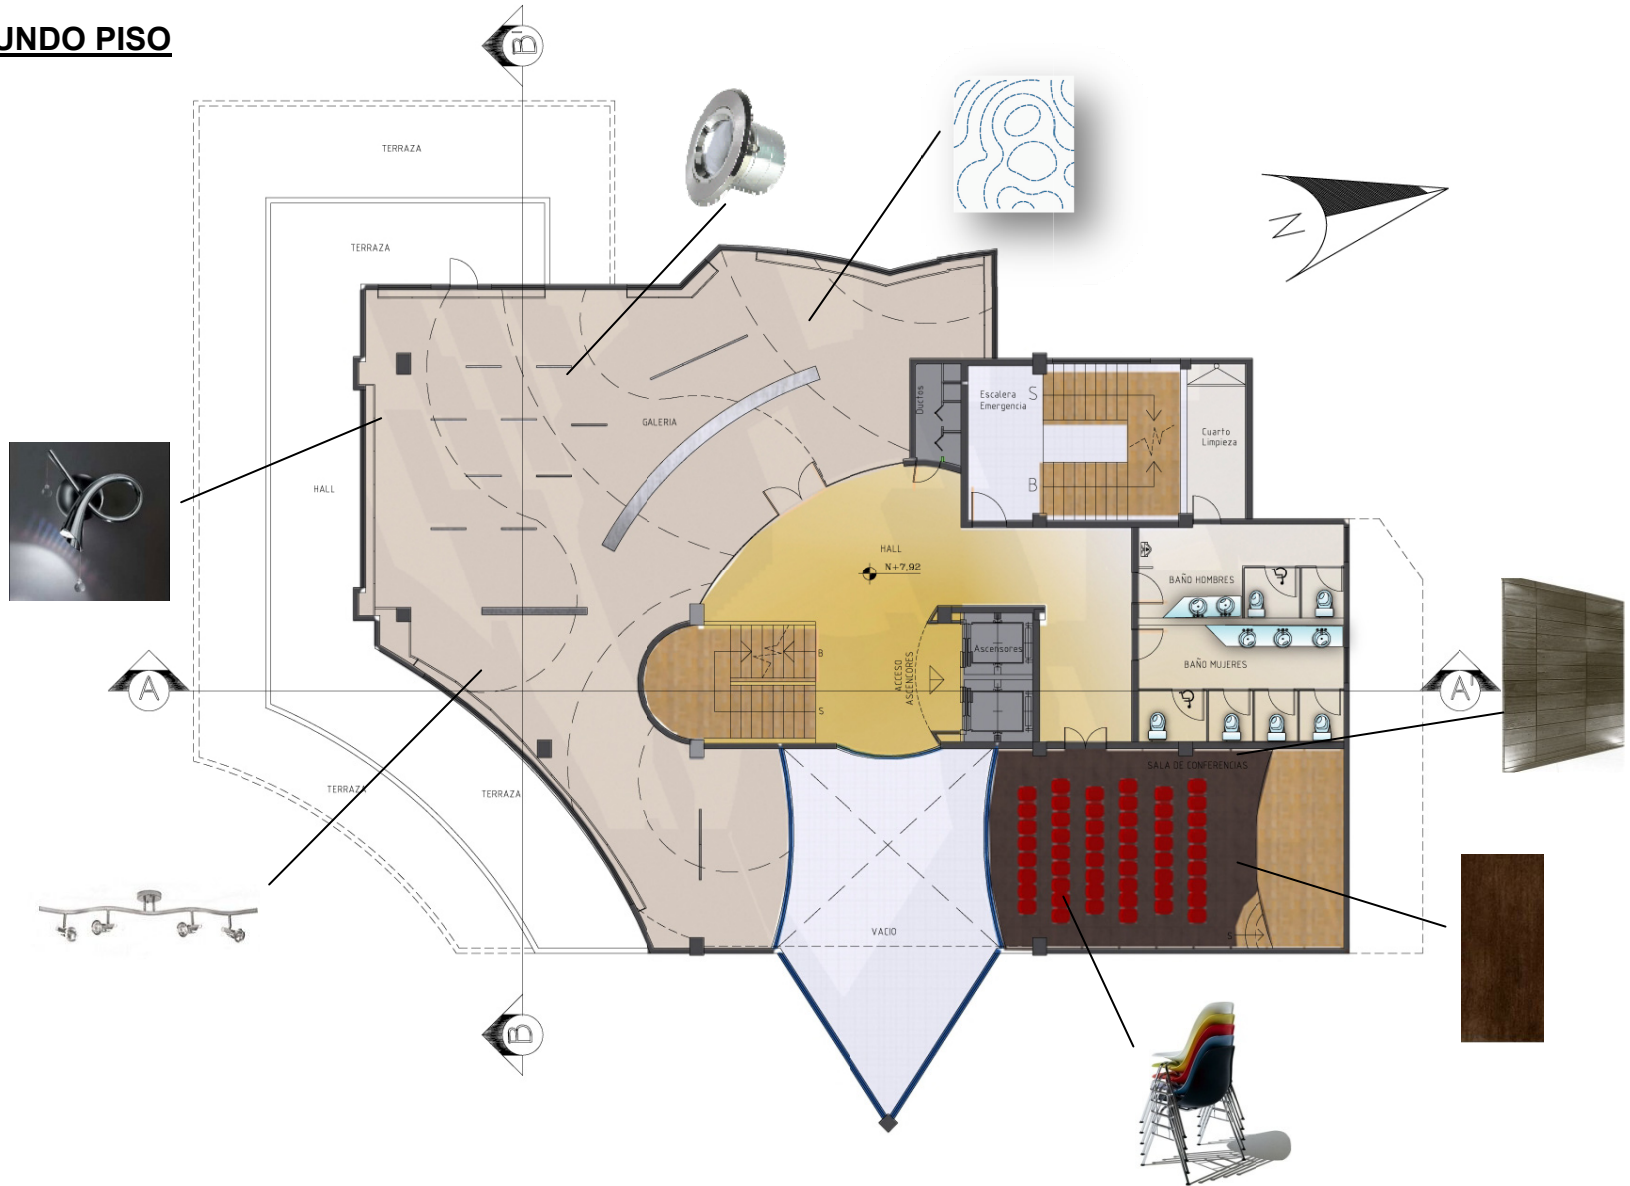 UNDO PISO
B'
TERRAZA
N
TERRAZA
Ductos
Escalera
Emergencia
S
GALERIA
Cuarto
Limpieza
B
HALL
HALL
N+7,92
BAÑO HOMBRES
Ascensores
B
BAÑO MUJERES
ACCESO
ASCENCORES
A
A'
S
SALA DE CONFERENCIAS
TERRAZA
TERRAZA
VACIO
S
B